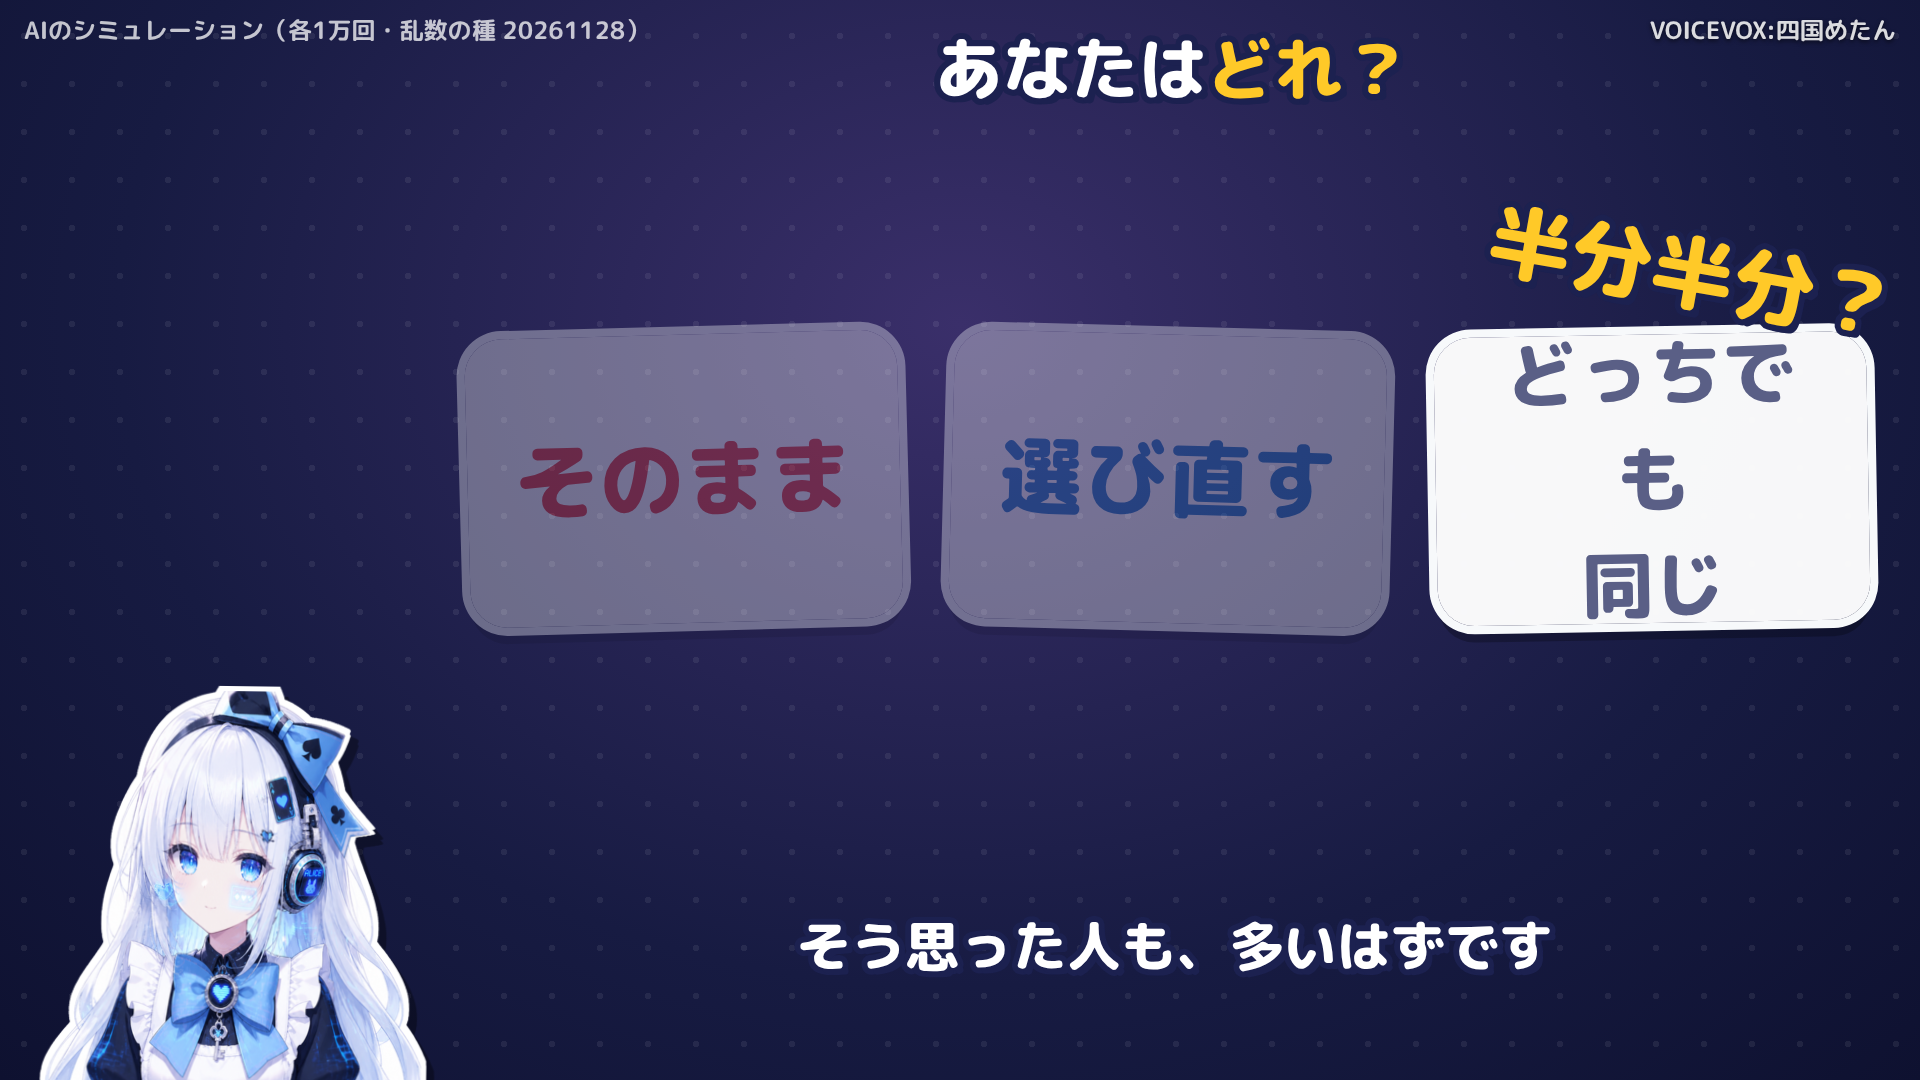 AIのシミュレーション（各1万回・乱数の種 20261128）
VOICEVOX:四国めたん
あなたはどれ？
半分半分？
そのまま
選び直す
どっちで
も
同じ
ALICE
そう思った人も、多いはずです